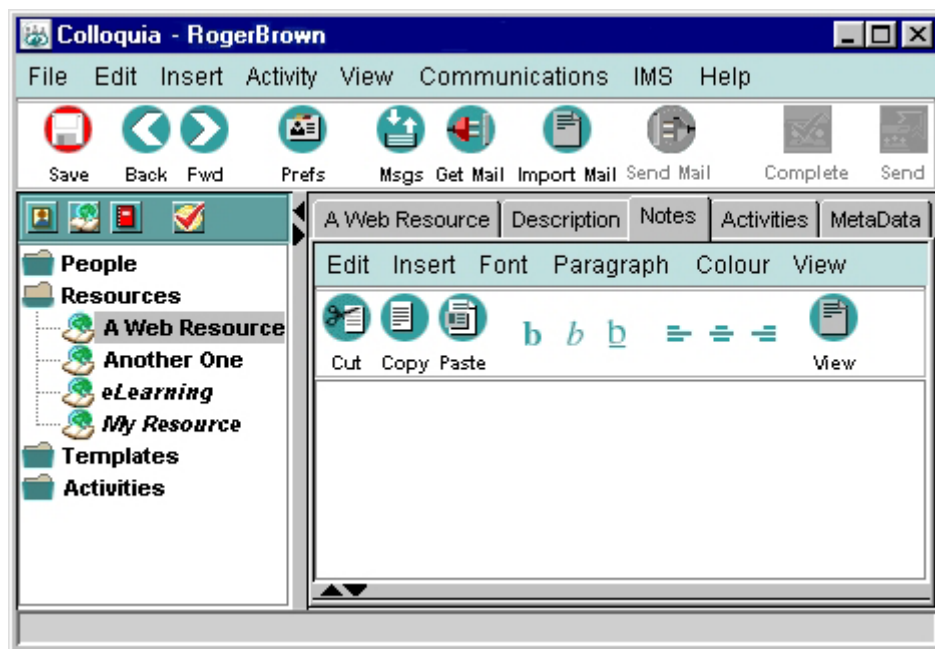 Colloquia - RogerBrown
File Edit Insert Activity View Communications IMS Help
Save Back Fwd Prefs Msgs Get Mail Import Mail Send Mail Complete Send
A Web Resource Description Notes Activities MetaData
People
Resources
A Web Resource
Another One
eLearning
My Resource
Templates
Activities
Edit Insert Font Paragraph Colour View
b b b
Cut Copy Paste View